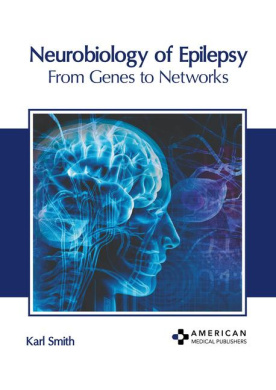 Neurobiology of Epilepsy
From Genes to Networks
Karl Smith
AMERICAN
MEDICAL PUBLISHERS